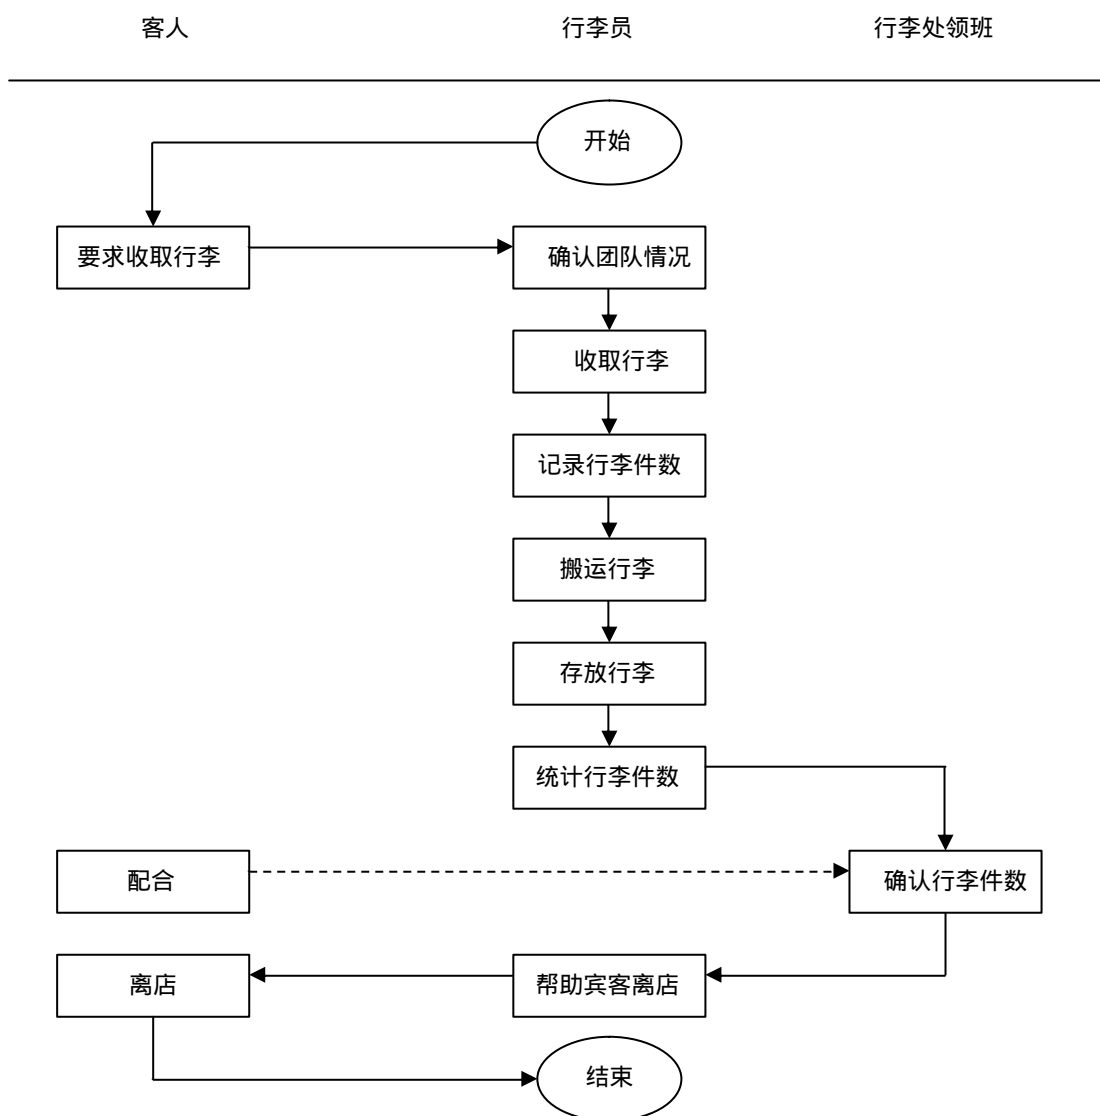 客人
行李员
行李处领班
开始
要求收取行李
确认团队情况
收取行李
记录行李件数
搬运行李
存放行李
统计行李件数
配合
确认行李件数
离店
帮助宾客离店
结束